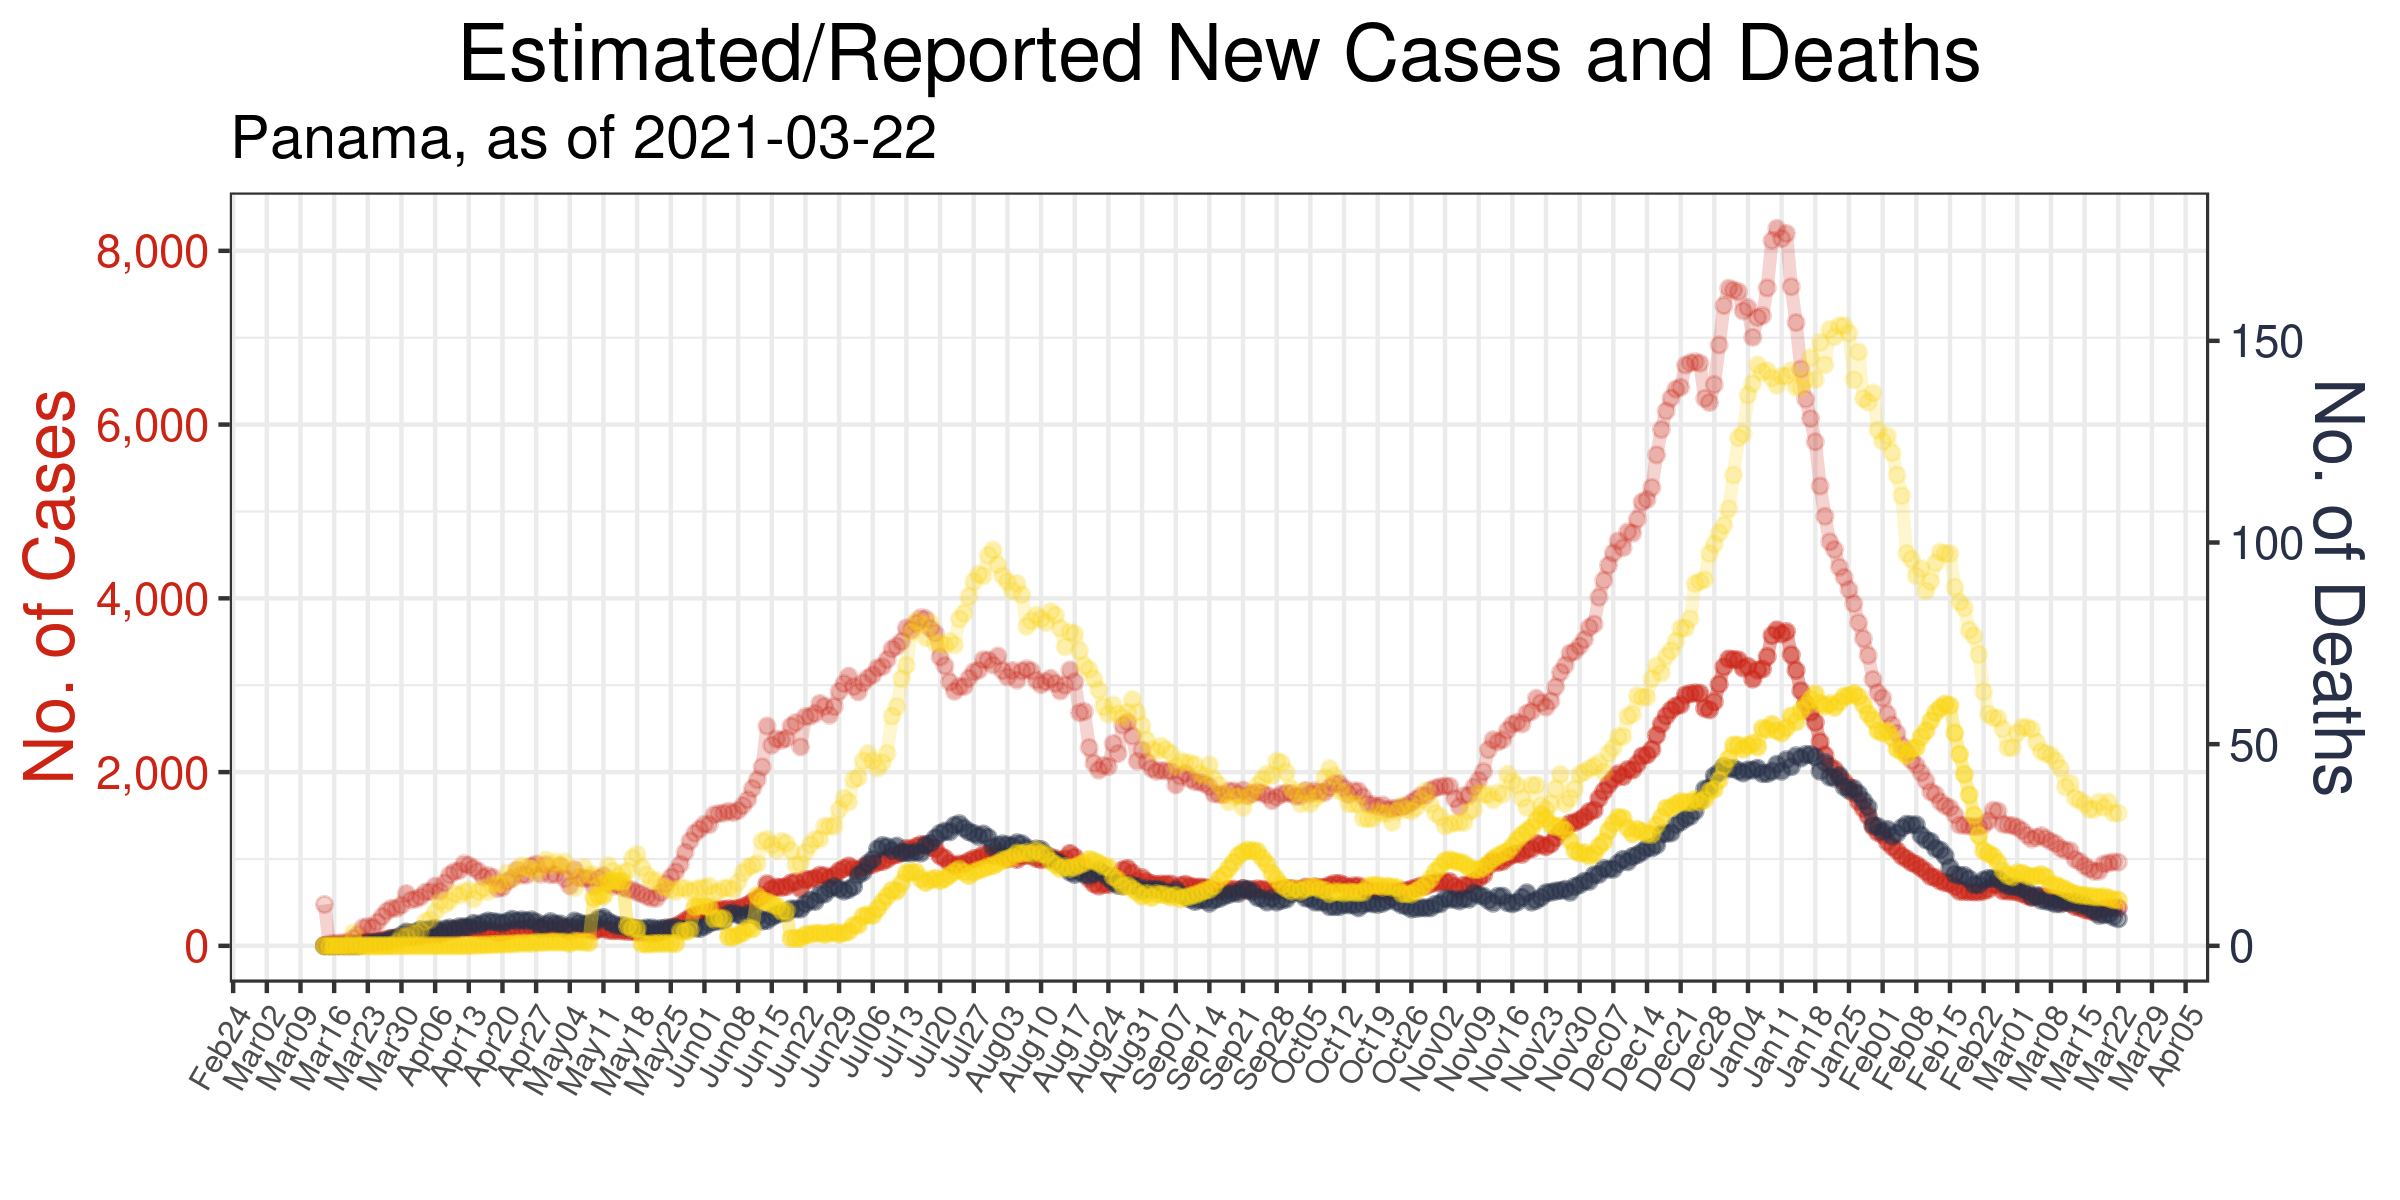 Estimated/Reported New Cases and Deaths
Panama, as of 2021-03-22
No. of Cases
8,000
6,000
4,000
2,000
0
150
100
50
0
No. of Deaths
Feb24
Mar02
Mar09
Mar16
Mar23
Mar30
Apr06
Apr13
Apr20
Apr27
May04
May11
May18
May25
Jun01
Jun08
Jun15
Jun22
Jun29
Jul06
Jul13
Jul20
Jul27
Aug03
Aug10
Aug17
Aug24
Aug31
Sep07
Sep14
Sep21
Sep28
Oct05
Oct12
Oct19
Oct26
Nov02
Nov09
Nov16
Nov23
Nov30
Dec07
Dec14
Dec21
Dec28
Jan04
Jan11
Jan18
Jan25
Feb01
Feb08
Feb15
Feb22
Mar01
Mar08
Mar15
Mar22
Mar29
Apr05